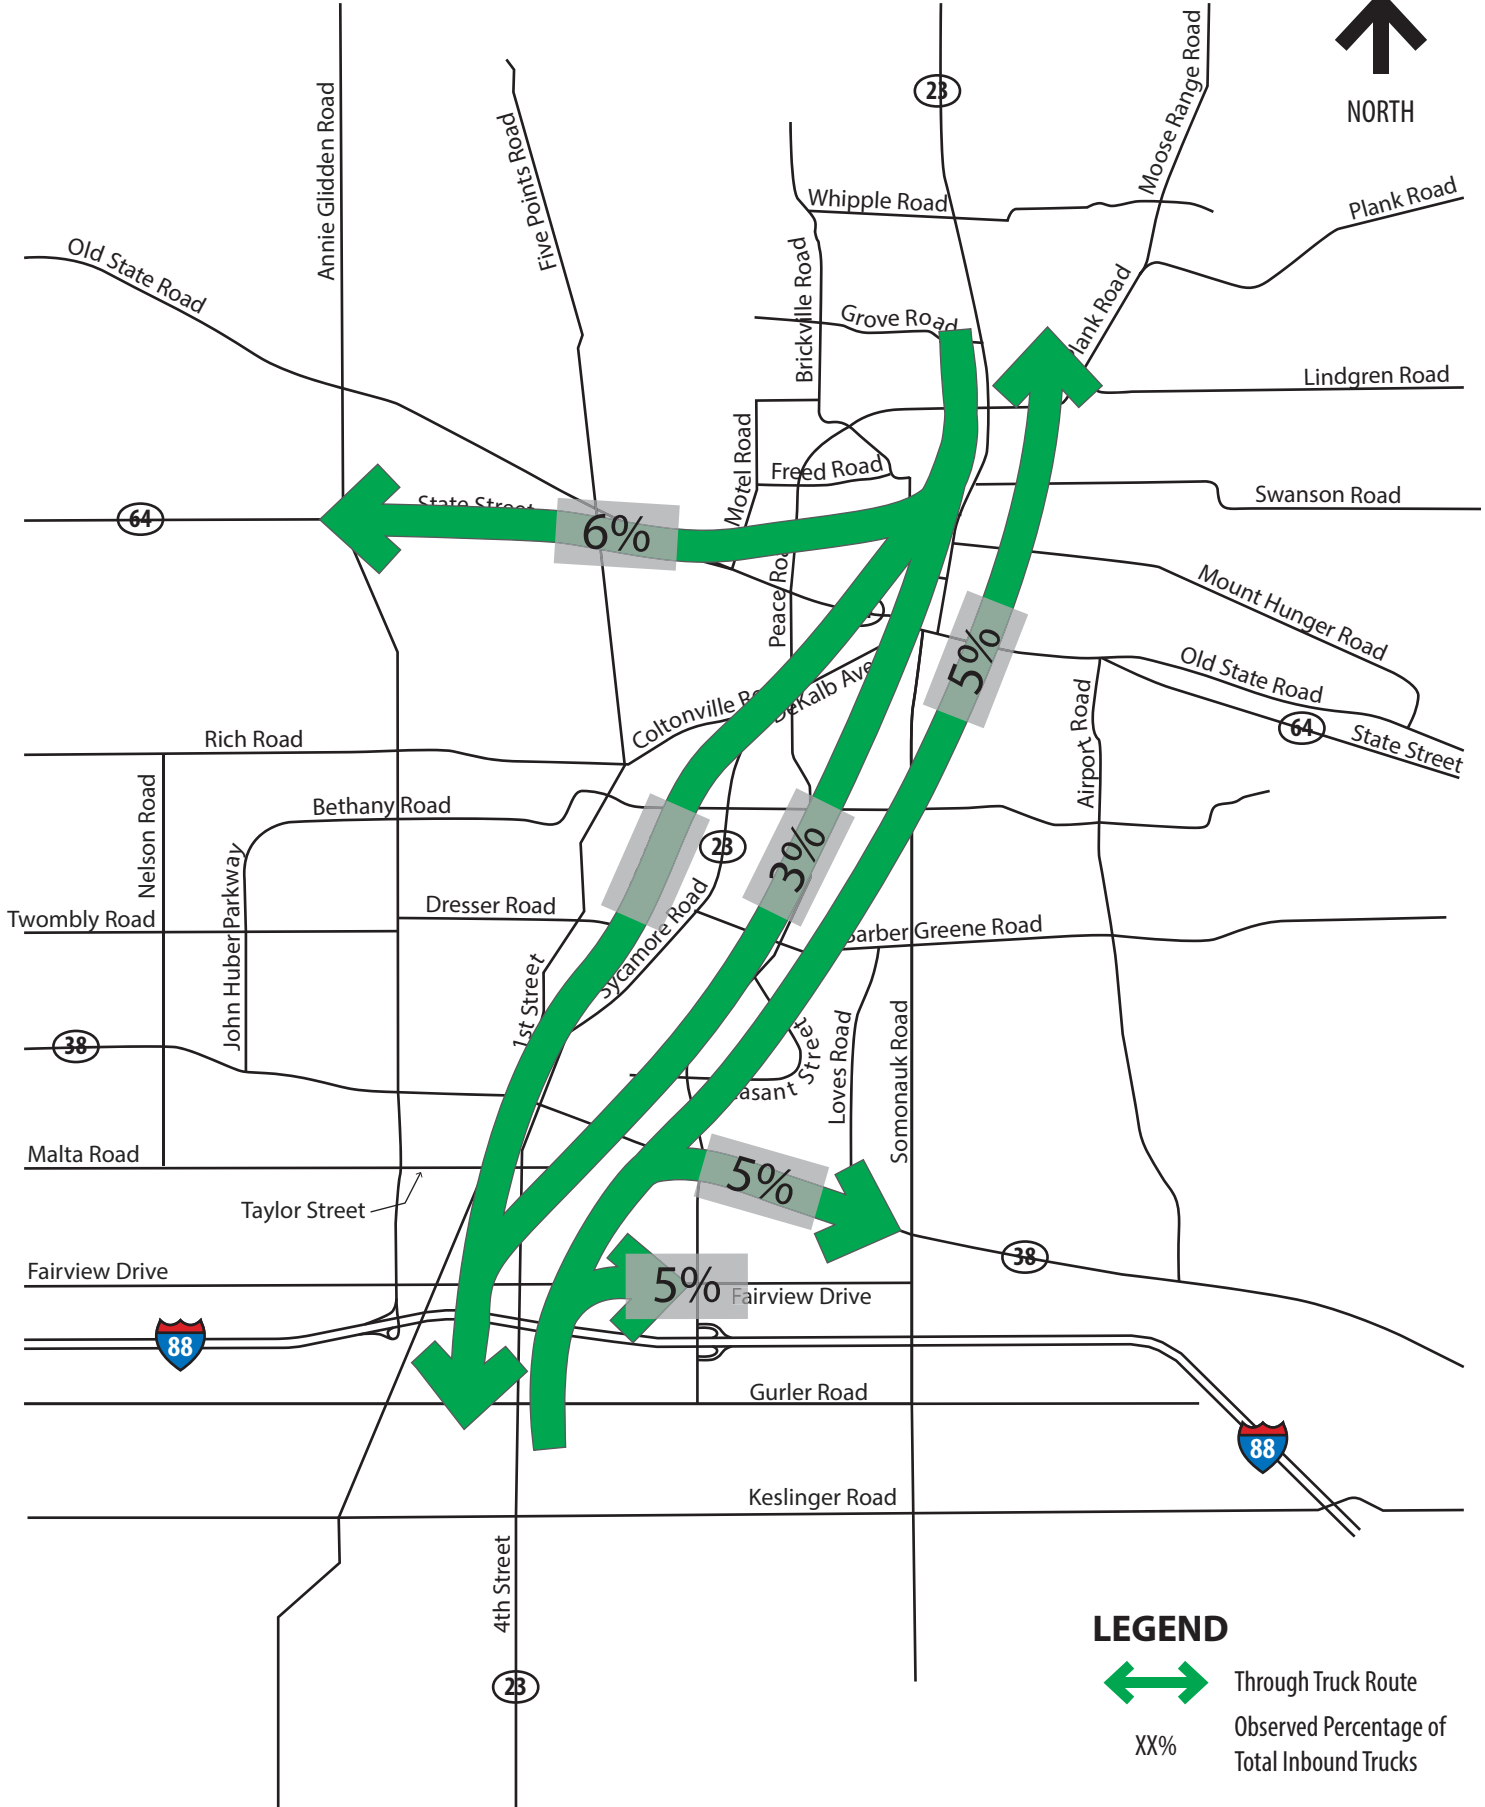 NORTH
23
Moose Range Road
Annie Glidden Road
Five Points Road
Whipple Road
Plank Road
Old State Road
Brickville Road
Grove Road
Plank Road
Lindgren Road
Motel Road
Freed Road
State Street
Swanson Road
64
6%
Peace Road
Mount Hunger Road
5%
Old State Road
64
State Street
Airport Road
Coltonville
DeKalb Ave
Rich Road
Nelson Road
Bethany Road
23
3%
John Huber Parkway
Dresser Road
Twombly Road
Sycamore Road
Barber Greene Road
1st Street
38
Street
Loves Road
Somonauk Road
Malta Road
5%
Taylor Street
38
Fairview Drive
5%
Fairview Drive
88
Gurler Road
88
Keslinger Road
4th Street
23
LEGEND
Through Truck Route
XX%
Observed Percentage of
Total Inbound Trucks